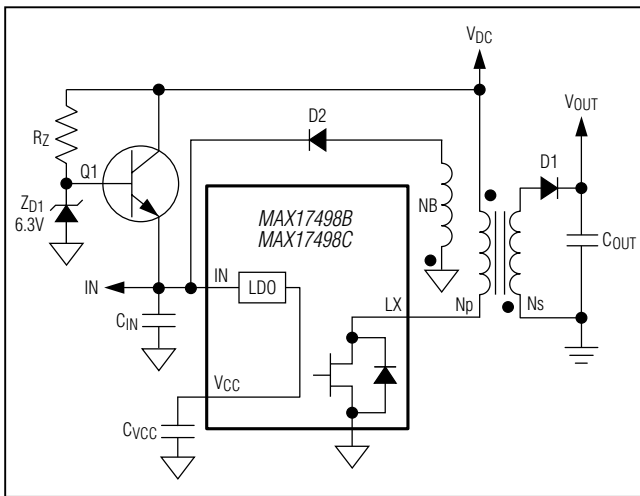 VDC
D2
VOUT
RZ
D1
Q1
ZD1
6.3V
NB
MAX17498B
MAX17498C
COUT
IN
IN
LDO
LX
Np
Ns
CIN
VCC
CVCC